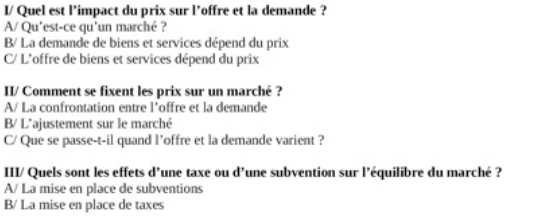 I/ Quel est l'impact du prix sur l'offre et la demande ?
A/ Qu'est-ce qu'un marché ?
B/ La demande de biens et services dépend du prix
C/ L'offre de biens et services dépend du prix
II/ Comment se fixent les prix sur un marché ?
A/ La confrontation entre l'offre et la demande
B/ L'ajustement sur le marché
C/ Que se passe-t-il quand l'offre et la demande varient ?
III/ Quels sont les effets d'une taxe ou d'une subvention sur l'équilibre du marché ?
A/ La mise en place de subventions
B/ La mise en place de taxes